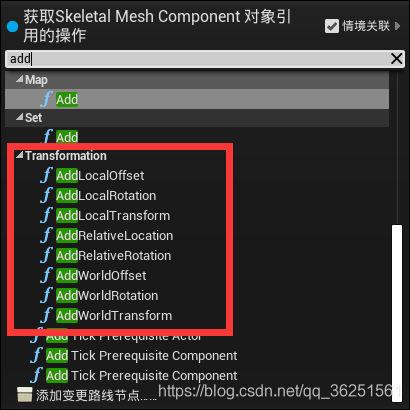 获取Skeletal Mesh Component 对象引
用的操作
情境关联
add
Map
Add
Set
Add
Transformation
AddLocalOffset
AddLocalRotation
AddLocalTransform
AddRelativeLocation
AddRelativeRotation
AddWorldOffset
AddWorldRotation
AddWorldTransform
Add Tick Prerequisite Actor
Add Tick Prerequisite Component
Add Tick Prerequisite Component
添加变更路线节点......
https://blog.csdn.net/qq_36251561